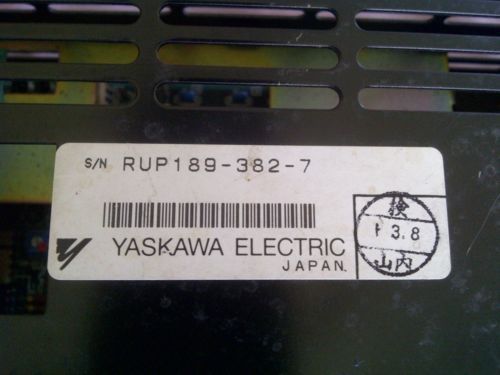 S/N RUP189-382-7
YASKAWA ELECTRIC
JAPAN.
検
1 3.8
山内